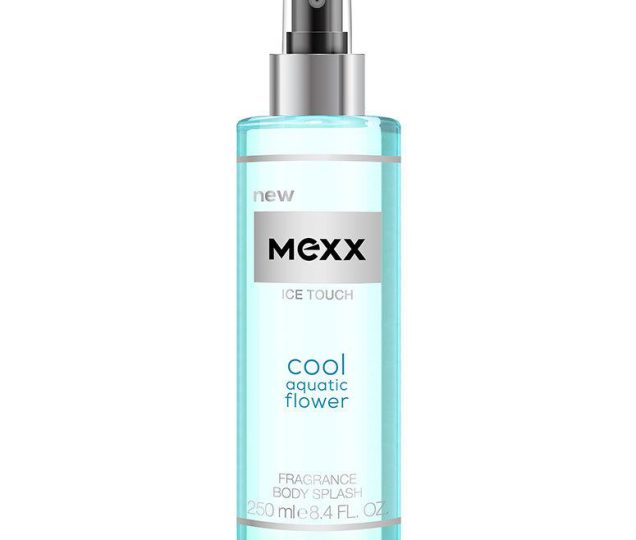 new
Mexx
ICE TOUCH
cool
aquatic
flower
FRAGRANCE
BODY SPLASH
250 ml e 8.4 FL. OZ.